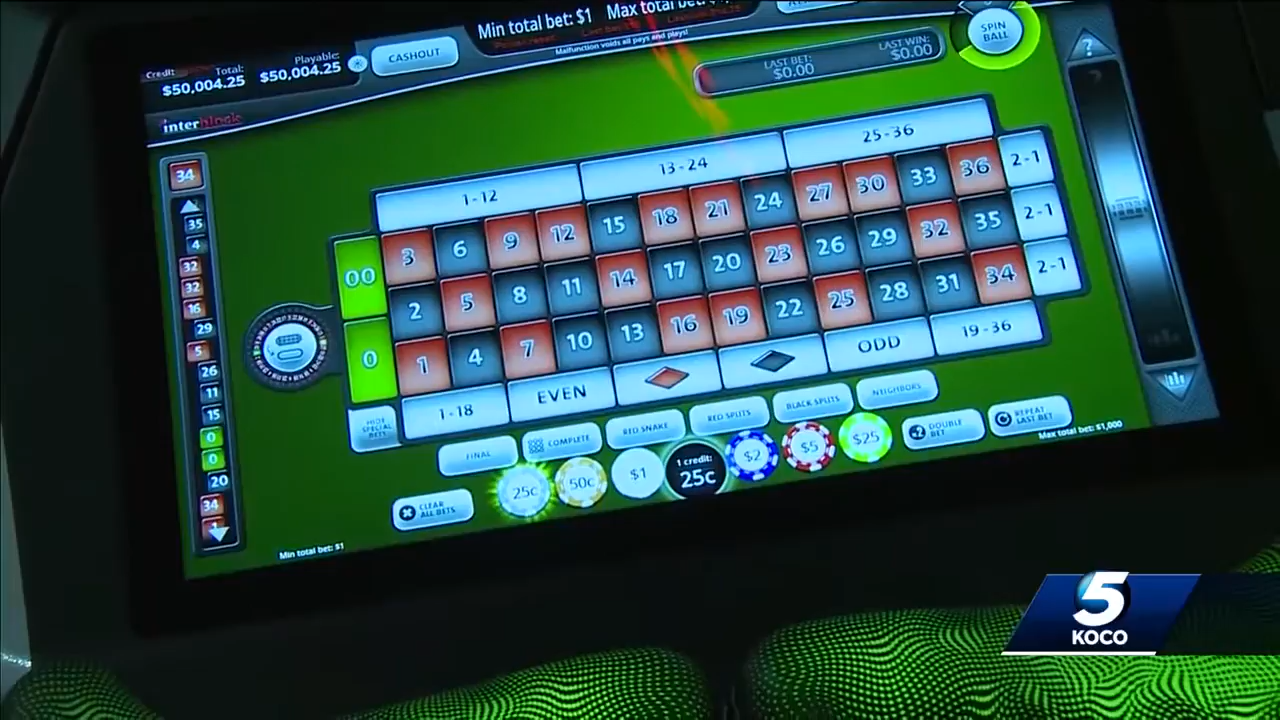 Min total bet: $1 Max total bet:
Malfunction voids all pays and plays!
Credit:
Total:
$50,004.25
Playable:
$50,004.25
CASHOUT
LAST BET:
$0.00
LAST WIN:
$0.00
SPIN
BALL
?
interblock
34
35
4
32
32
16
29
5
26
11
15
0
0
20
34
1-12
13-24
25-36
00
3 6 9 12 15 18 21 24 27 30 33 36 2-1
2 5 8 11 14 17 20 23 26 29 32 35 2-1
0
1 4 7 10 13 16 19 22 25 28 31 34 2-1
1-18
EVEN
ODD
19-36
HIDE
SPECIAL
BETS
FINAL
COMPLETE
RED SNAKE
RED SPLITS
BLACK SPLITS
NEIGHBORS
CLEAR
ALL BETS
25c
50c
$1
1 credit:
25c
$2
$5
$25
x2
DOUBLE
BET
REPEAT
LAST BET
Min total bet: $1
Max total bet: $1,000
5
KOCO